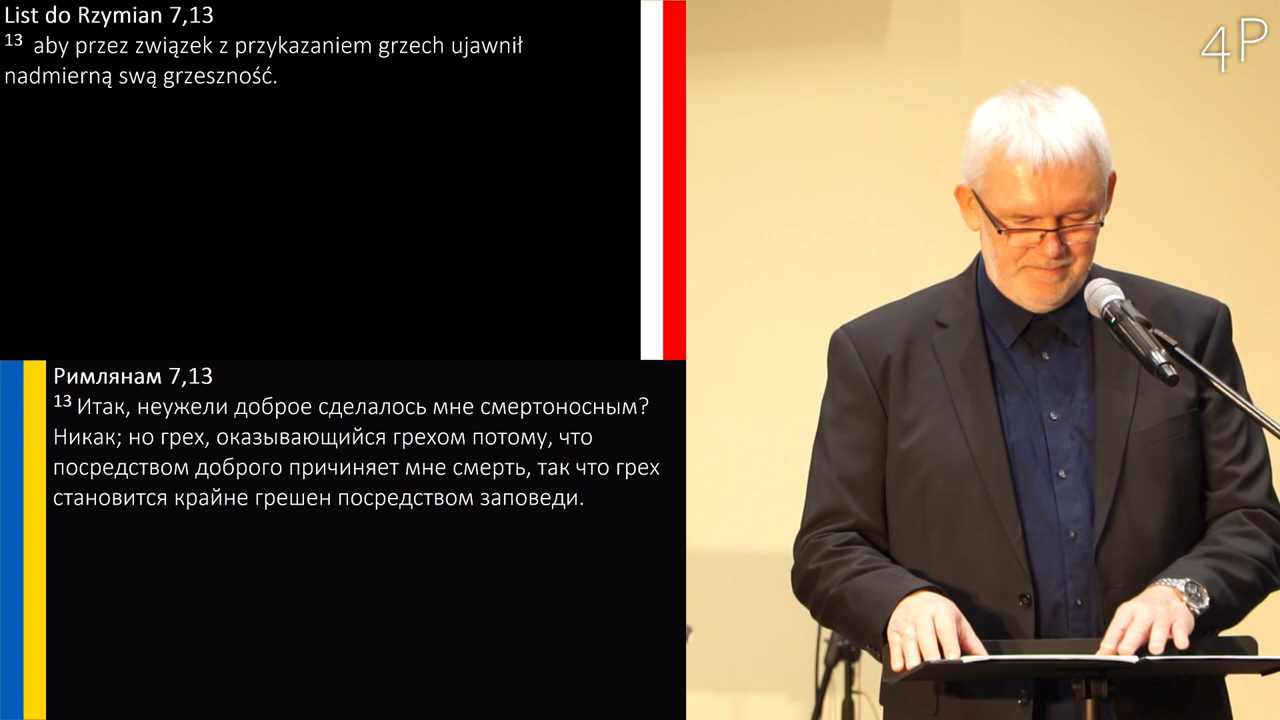 List do Rzymian 7,13
13 aby przez związek z przykazaniem grzech ujawnił
nadmierną swą grzeszność.
Римлянам 7,13
13 Итак, неужели доброе сделалось мне смертоносным?
Никак; но грех, оказывающийся грехом потому, что
посредством доброго причиняет мне смерть, так что грех
становится крайне грешен посредством заповеди.
4P